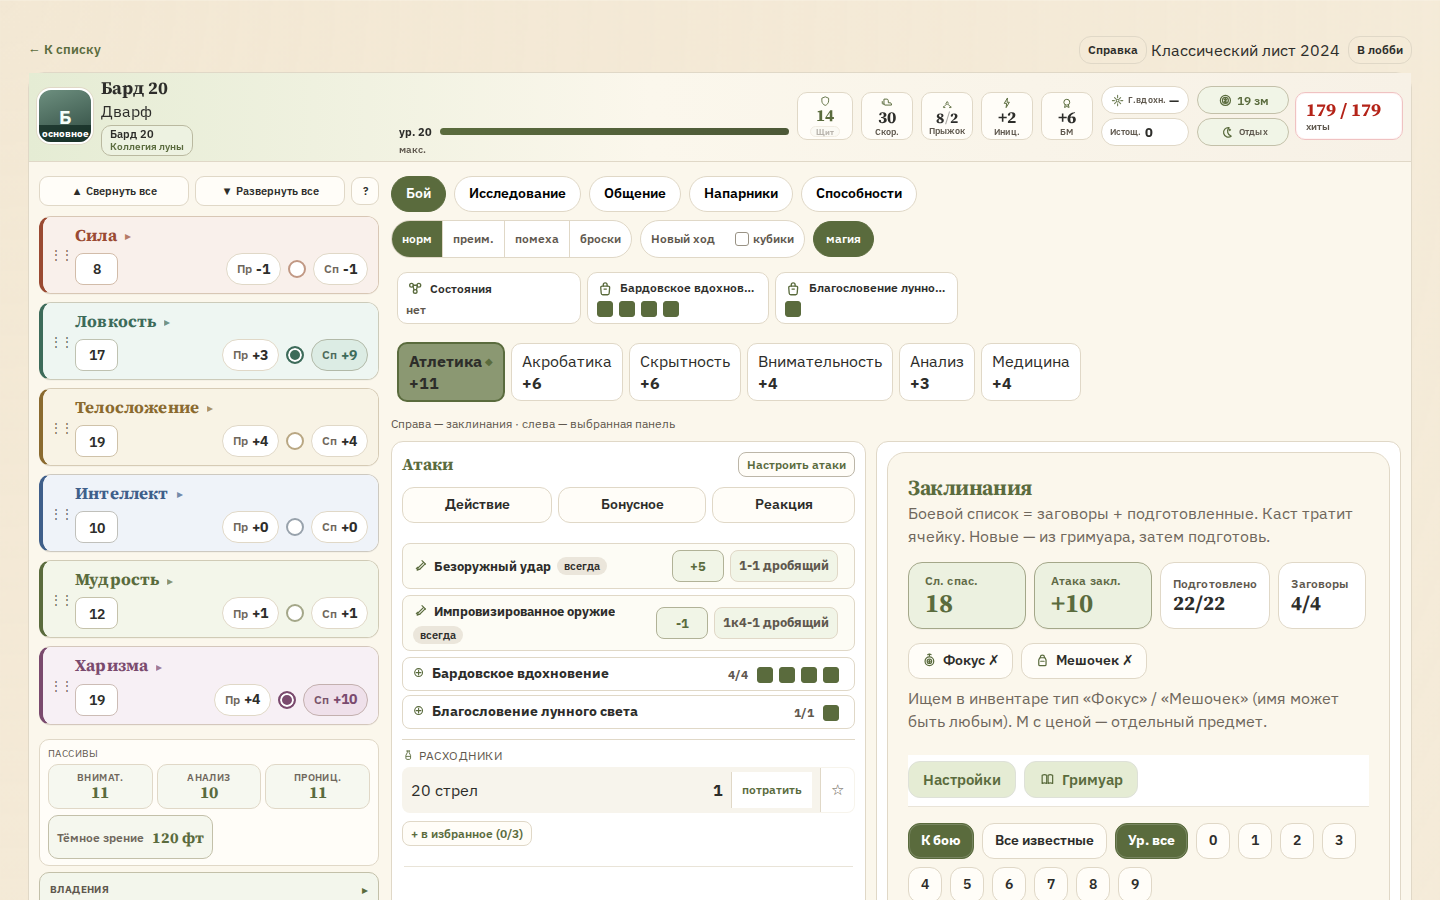 ← К списку
Справка Классический лист 2024 В лобби
Б
основное
Бард 20
Дварф
Бард 20
Коллегия луны
ур. 20
макс.
14
Щит
30
Скор.
8/2
Прыжок
+2
Иниц.
+6
БМ
Г.вдохн. —
Истощ. 0
19 зм
Отдых
179 / 179
хиты
▲ Свернуть все
▼ Развернуть все
?
Сила ▸
8
Пр -1
Сп -1
Ловкость ▸
17
Пр +3
Сп +9
Телосложение ▸
19
Пр +4
Сп +4
Интеллект ▸
10
Пр +0
Сп +0
Мудрость ▸
12
Пр +1
Сп +1
Харизма ▸
19
Пр +4
Сп +10
ПАССИВЫ
ВНИМАТ.
11
АНАЛИЗ
10
ПРОНИЦ.
11
Тёмное зрение 120 фт
ВЛАДЕНИЯ ▸
Бой
Исследование
Общение
Напарники
Способности
норм
преим.
помеха
броски
Новый ход
кубики
магия
Состояния
нет
Бардовское вдохнов...
Благословение лунно...
Атлетика ◆
+11
Акробатика
+6
Скрытность
+6
Внимательность
+4
Анализ
+3
Медицина
+4
Справа — заклинания · слева — выбранная панель
Атаки
Настроить атаки
Действие
Бонусное
Реакция
Безоружный удар всегда
+5
1-1 дробящий
Импровизированное оружие
всегда
-1
1к4-1 дробящий
Бардовское вдохновение
4/4
Благословение лунного света
1/1
РАСХОДНИКИ
20 стрел
1
потратить
☆
+ в избранное (0/3)
Заклинания
Боевой список = заговоры + подготовленные. Каст тратит
ячейку. Новые — из гримуара, затем подготовь.
Сл. спас.
18
Атака закл.
+10
Подготовлено
22/22
Заговоры
4/4
Фокус ✗
Мешочек ✗
Ищем в инвентаре тип «Фокус» / «Мешочек» (имя может
быть любым). М с ценой — отдельный предмет.
Настройки
Гримуар
К бою
Все известные
Ур. все
0
1
2
3
4
5
6
7
8
9